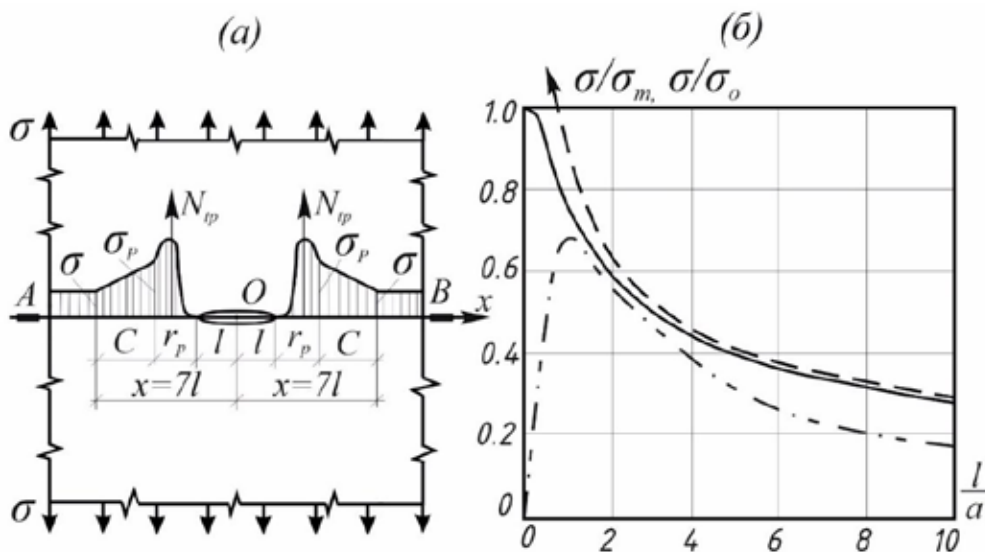 (а)
σ
N_tp N_tp
σ_p σ_p
σ σ
A O B x
C r_p l l r_p C
x=7l x=7l
σ
(б)
σ/σ_m, σ/σ_o
1.0
0.8
0.6
0.4
0.2
0
0 2 4 6 8 10
l/a